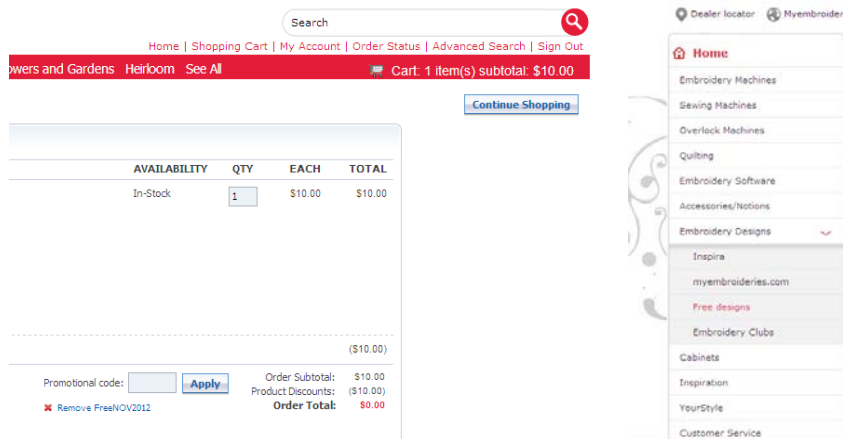 Search
Home | Shopping Cart | My Account | Order Status | Advanced Search | Sign Out
owers and Gardens Heirloom See All Cart: 1 item(s) subtotal: $10.00
Continue Shopping
AVAILABILITY QTY EACH TOTAL
In-Stock 1 $10.00 $10.00
($10.00)
Promotional code: Apply Order Subtotal: $10.00
Product Discounts: ($10.00)
Remove FreeNOV2012 Order Total: $0.00
Dealer locator Myembroider
Home
Embroidery Machines
Sewing Machines
Overlock Machines
Quilting
Embroidery Software
Accessories/Notions
Embroidery Designs
Inspira
myembroideries.com
Free designs
Embroidery Clubs
Cabinets
Inspiration
YourStyle
Customer Service